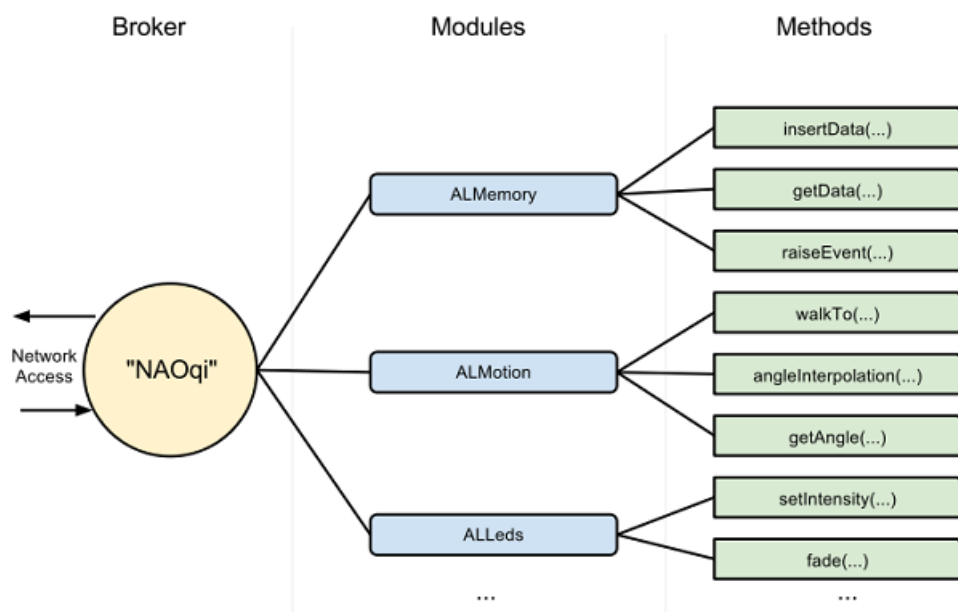 Broker
Modules
Methods
insertData(...)
ALMemory
getData(...)
raiseEvent(...)
walkTo(...)
Network
Access
"NAOqi"
ALMotion
angleInterpolation(...)
getAngle(...)
setIntensity(...)
ALLeds
fade(...)
...
...